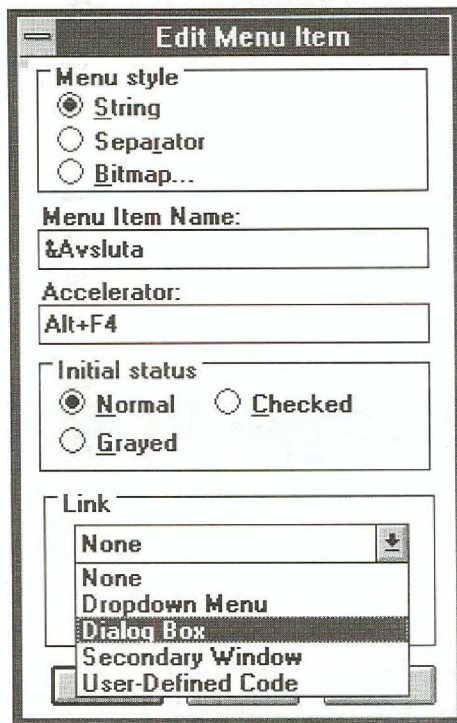 Edit Menu Item
Menu style
String
Separator
Bitmap...
Menu Item Name:
&Avsluta
Accelerator:
Alt+F4
Initial status
Normal Checked
Grayed
Link
None
None
Dropdown Menu
Dialog Box
Secondary Window
User-Defined Code